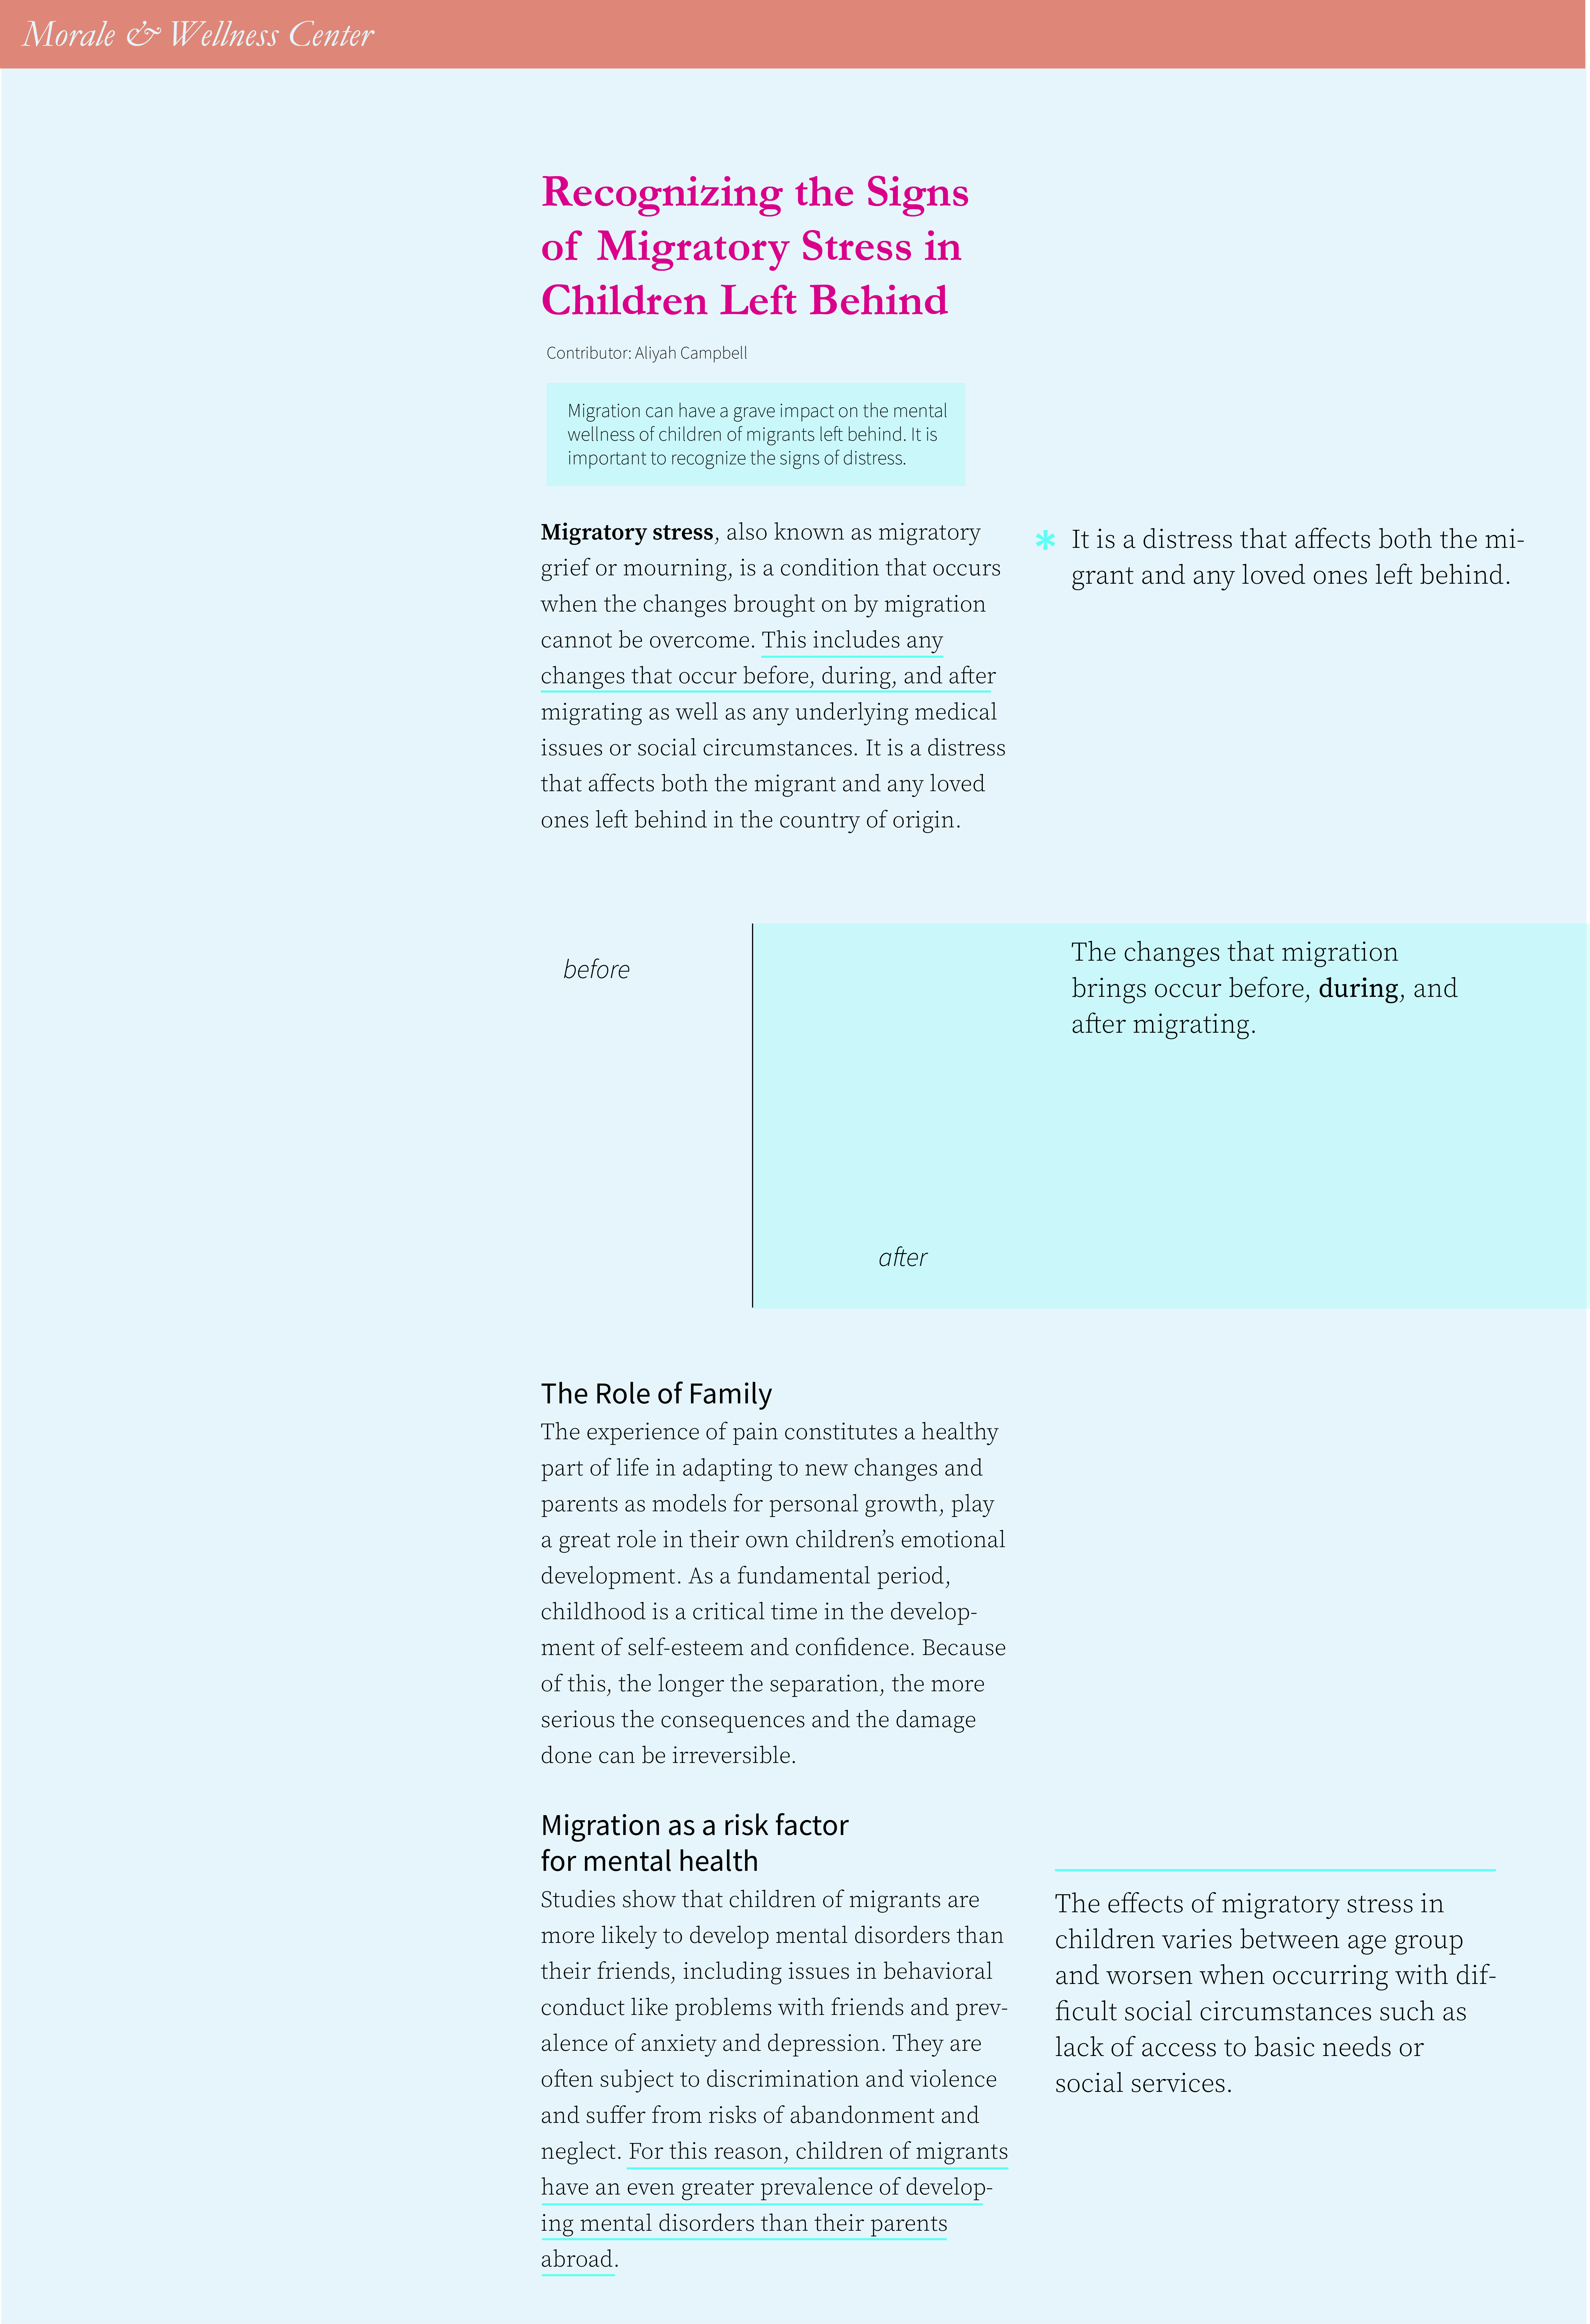 Morale & Wellness Center
Recognizing the Signs
of Migratory Stress in
Children Left Behind
Contributor: Aliyah Campbell
Migration can have a grave impact on the mental
wellness of children of migrants left behind. It is
important to recognize the signs of distress.
Migratory stress, also known as migratory
grief or mourning, is a condition that occurs
when the changes brought on by migration
cannot be overcome. This includes any
changes that occur before, during, and after
migrating as well as any underlying medical
issues or social circumstances. It is a distress
that affects both the migrant and any loved
ones left behind in the country of origin.
* It is a distress that affects both the mi-
grant and any loved ones left behind.
before
The changes that migration
brings occur before, during, and
after migrating.
after
The Role of Family
The experience of pain constitutes a healthy
part of life in adapting to new changes and
parents as models for personal growth, play
a great role in their own children’s emotional
development. As a fundamental period,
childhood is a critical time in the develop-
ment of self-esteem and confidence. Because
of this, the longer the separation, the more
serious the consequences and the damage
done can be irreversible.
Migration as a risk factor
for mental health
Studies show that children of migrants are
more likely to develop mental disorders than
their friends, including issues in behavioral
conduct like problems with friends and prev-
alence of anxiety and depression. They are
often subject to discrimination and violence
and suffer from risks of abandonment and
neglect. For this reason, children of migrants
have an even greater prevalence of develop-
ing mental disorders than their parents
abroad.
The effects of migratory stress in
children varies between age group
and worsen when occurring with dif-
ficult social circumstances such as
lack of access to basic needs or
social services.